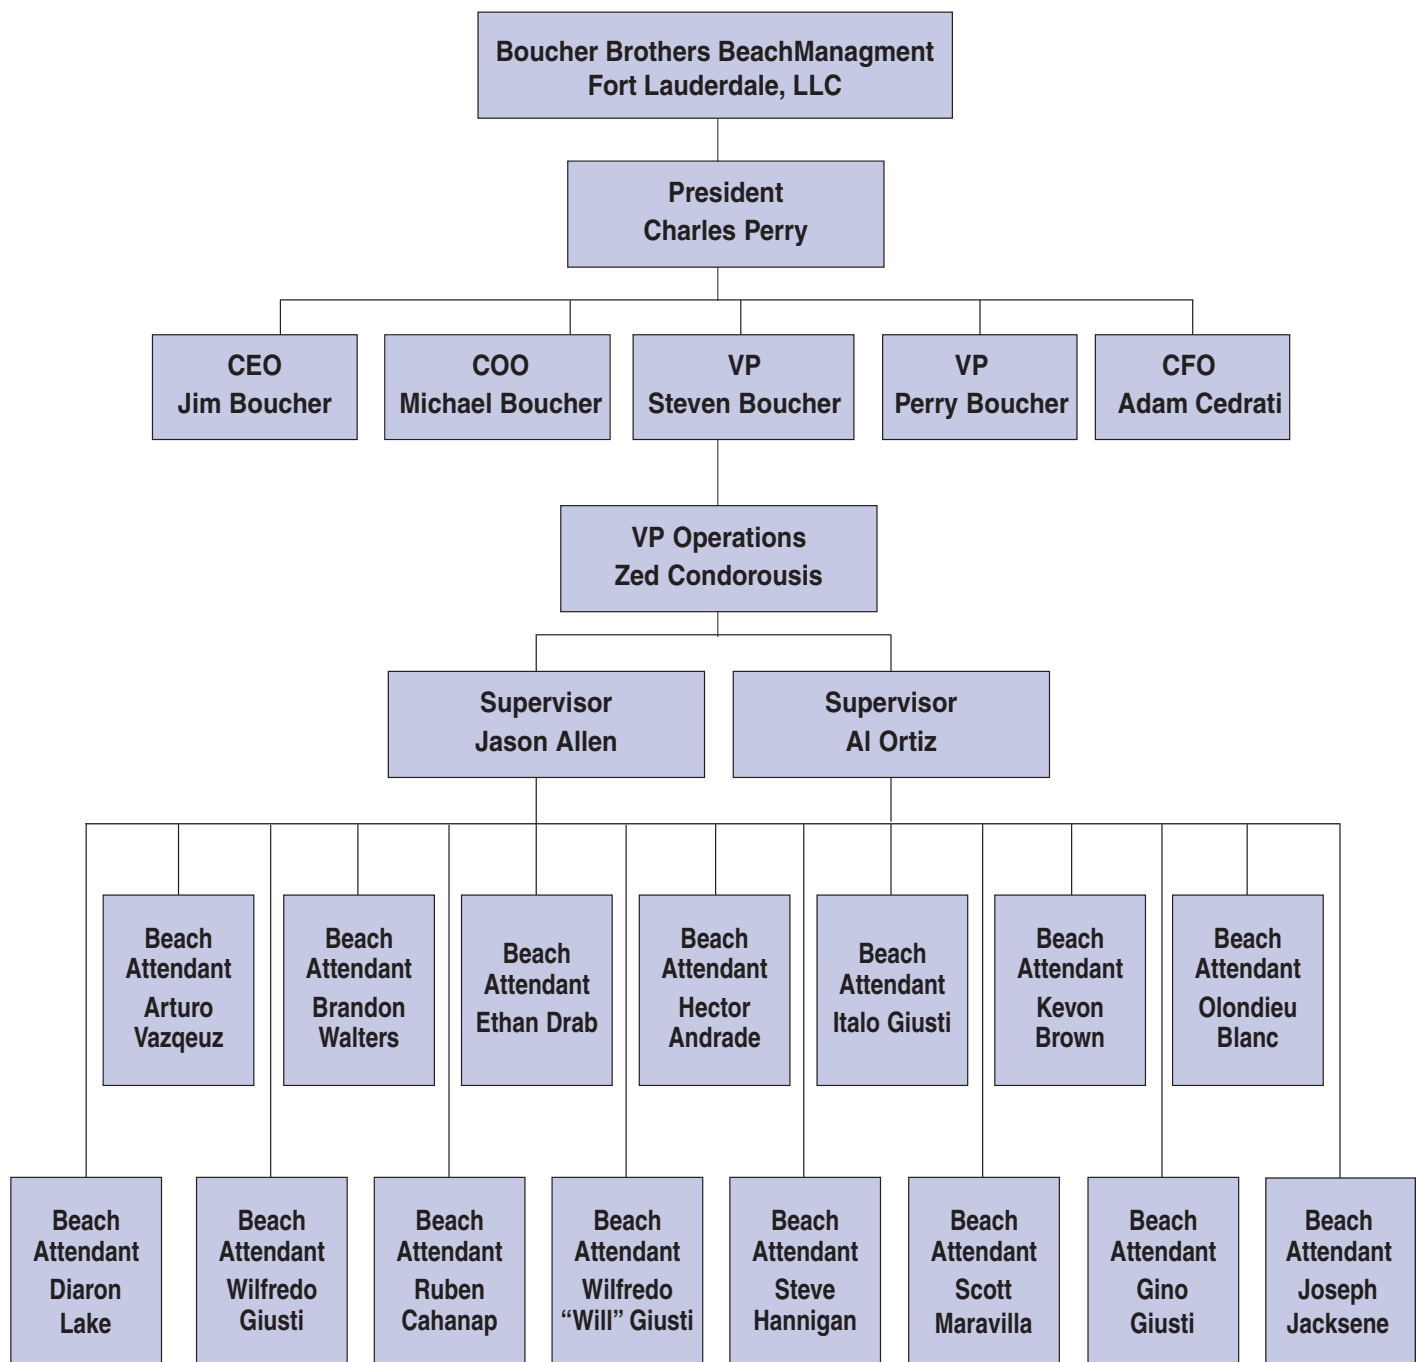 Boucher Brothers BeachManagment
Fort Lauderdale, LLC
President
Charles Perry
CEO
Jim Boucher
COO
Michael Boucher
VP
Steven Boucher
VP
Perry Boucher
CFO
Adam Cedrati
VP Operations
Zed Condorousis
Supervisor
Jason Allen
Supervisor
Al Ortiz
Beach
Attendant
Arturo
Vazqeuz
Beach
Attendant
Brandon
Walters
Beach
Attendant
Ethan Drab
Beach
Attendant
Hector
Andrade
Beach
Attendant
Italo Giusti
Beach
Attendant
Kevon
Brown
Beach
Attendant
Olondieu
Blanc
Beach
Attendant
Diaron
Lake
Beach
Attendant
Wilfredo
Giusti
Beach
Attendant
Ruben
Cahanap
Beach
Attendant
Wilfredo
“Will” Giusti
Beach
Attendant
Steve
Hannigan
Beach
Attendant
Scott
Maravilla
Beach
Attendant
Gino
Giusti
Beach
Attendant
Joseph
Jacksene